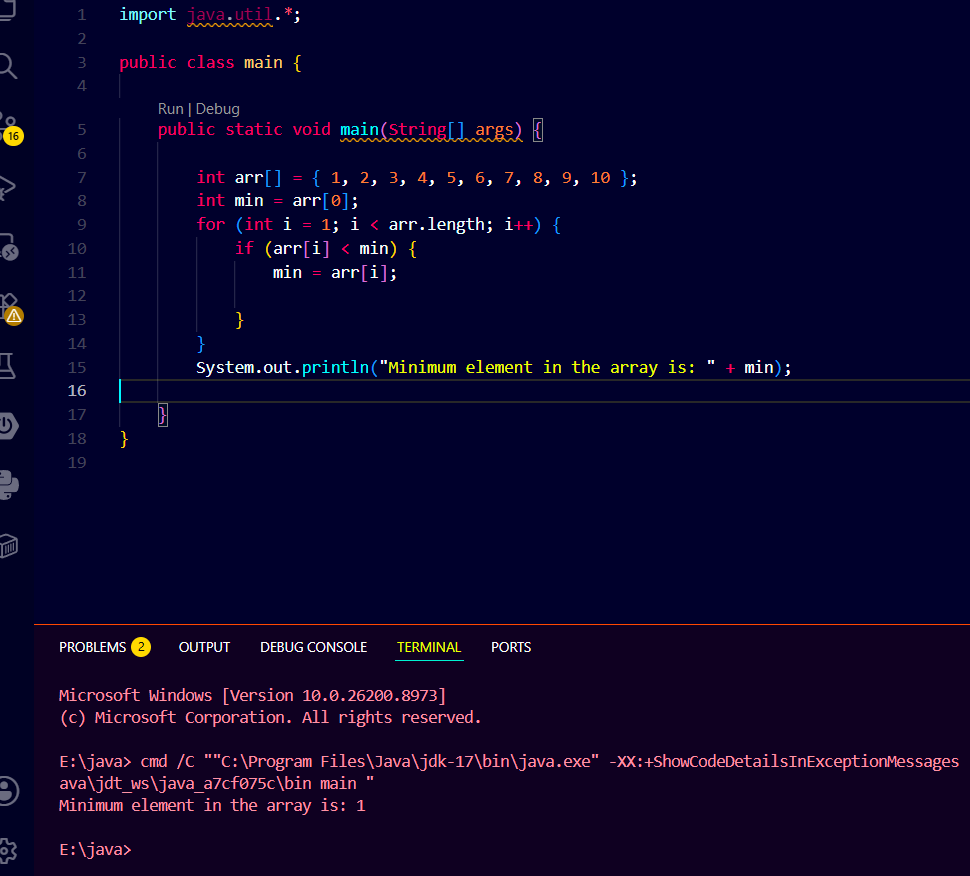 1 import java.util.*;
2
3 public class main {
4
Run | Debug
5 public static void main(String[] args) {
6
7 int arr[] = { 1, 2, 3, 4, 5, 6, 7, 8, 9, 10 };
8 int min = arr[0];
9 for (int i = 1; i < arr.length; i++) {
10 if (arr[i] < min) {
11 min = arr[i];
12
13 }
14 }
15 System.out.println("Minimum element in the array is: " + min);
16
17 }
18 }
19
16
PROBLEMS 2 OUTPUT DEBUG CONSOLE TERMINAL PORTS
Microsoft Windows [Version 10.0.26200.8973]
(c) Microsoft Corporation. All rights reserved.
E:\java> cmd /C ""C:\Program Files\Java\jdk-17\bin\java.exe" -XX:+ShowCodeDetailsInExceptionMessages
ava\jdt_ws\java_a7cf075c\bin main "
Minimum element in the array is: 1
E:\java>